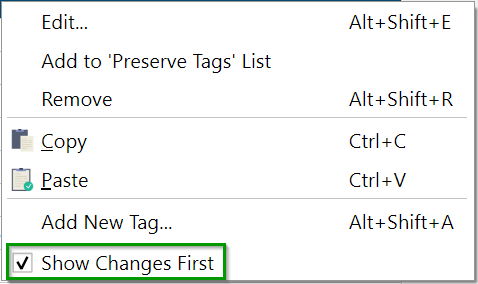 Edit... Alt+Shift+E
Add to 'Preserve Tags' List
Remove Alt+Shift+R
Copy Ctrl+C
Paste Ctrl+V
Add New Tag... Alt+Shift+A
Show Changes First